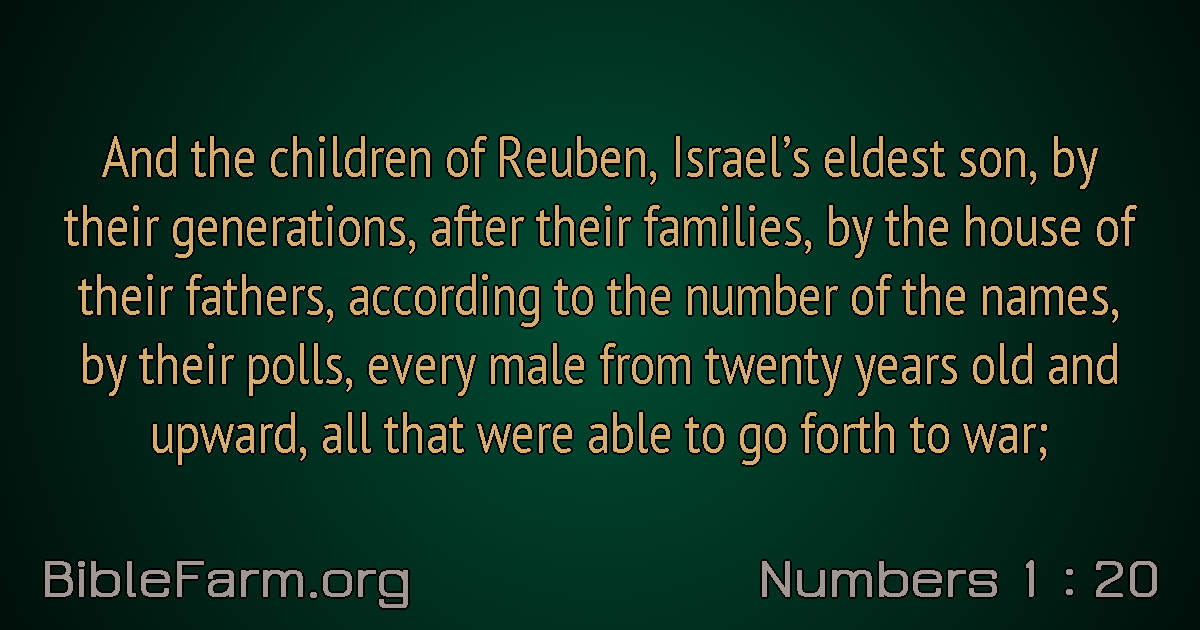 And the children of Reuben, Israel’s eldest son, by
their generations, after their families, by the house of
their fathers, according to the number of the names,
by their polls, every male from twenty years old and
upward, all that were able to go forth to war;
BibleFarm.org
Numbers 1 : 20